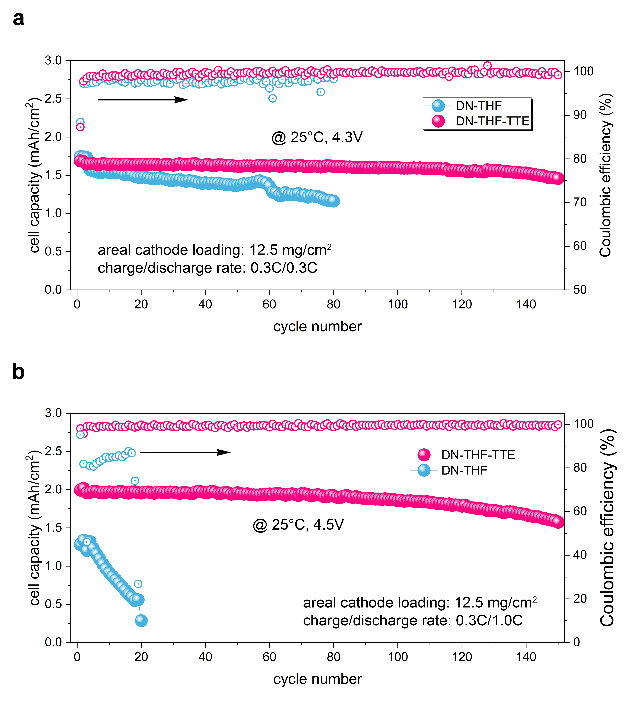 a
3.0
2.5
2.0
1.5
1.0
0.5
0.0
cell capacity (mAh/cm²)
100
90
80
70
60
50
Coulombic efficiency (%)
DN-THF
DN-THF-TTE
@ 25°C, 4.3V
areal cathode loading: 12.5 mg/cm²
charge/discharge rate: 0.3C/0.3C
0 20 40 60 80 100 120 140
cycle number
b
3.0
2.5
2.0
1.5
1.0
0.5
0.0
cell capacity (mAh/cm²)
100
80
60
40
20
0
Coulombic efficiency (%)
DN-THF-TTE
DN-THF
@ 25°C, 4.5V
areal cathode loading: 12.5 mg/cm²
charge/discharge rate: 0.3C/1.0C
0 20 40 60 80 100 120 140
cycle number